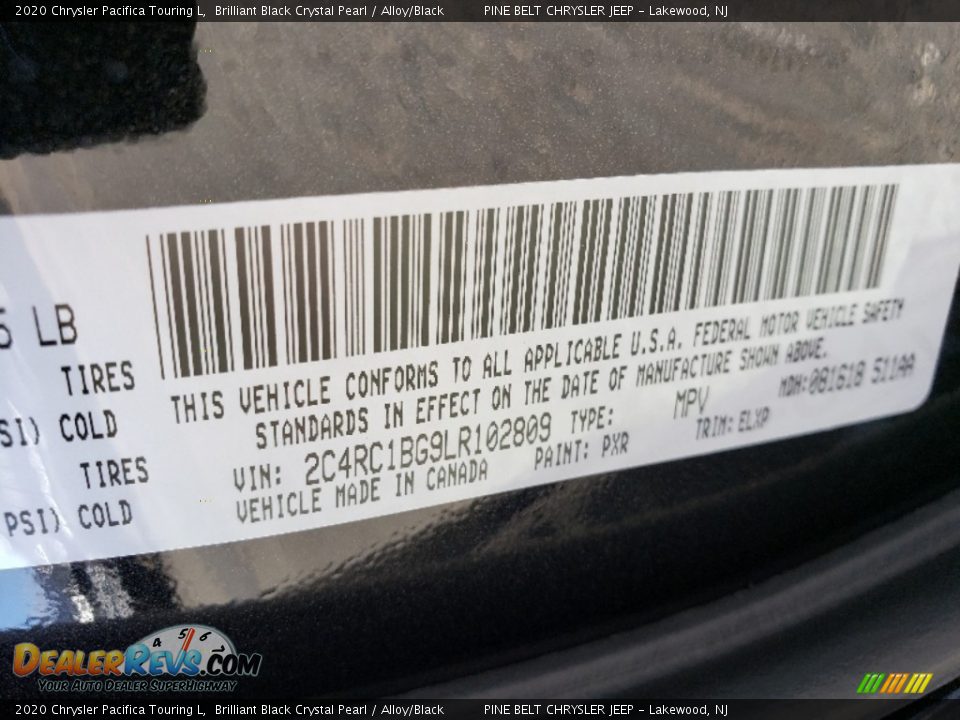 2020 Chrysler Pacifica Touring L, Brilliant Black Crystal Pearl / Alloy/Black PINE BELT CHRYSLER JEEP - Lakewood, NJ
LB
TIRES
COLD
TIRES
PSI) COLD
THIS VEHICLE CONFORMS TO ALL APPLICABLE U.S.A. FEDERAL MOTOR VEHICLE SAFETY
STANDARDS IN EFFECT ON THE DATE OF MANUFACTURE SHOWN ABOVE.
VIN: 2C4RC1BG9LR102809 TYPE: MPV MDH:081618 511AA
VEHICLE MADE IN CANADA PAINT: PXR TRIM: ELXP
4 5 6
DEALERREVS.COM
YOUR AUTO DEALER SUPERHIGHWAY
2020 Chrysler Pacifica Touring L, Brilliant Black Crystal Pearl / Alloy/Black PINE BELT CHRYSLER JEEP - Lakewood, NJ